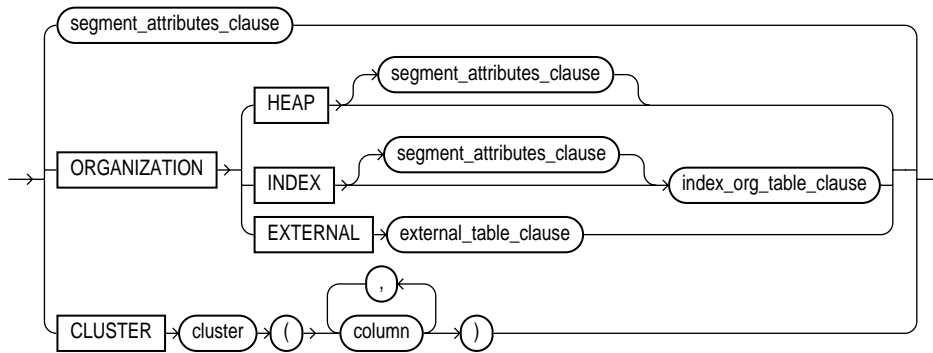 segment_attributes_clause
segment_attributes_clause
HEAP
segment_attributes_clause
ORGANIZATION
INDEX
index_org_table_clause
EXTERNAL
external_table_clause
,
CLUSTER cluster ( column )